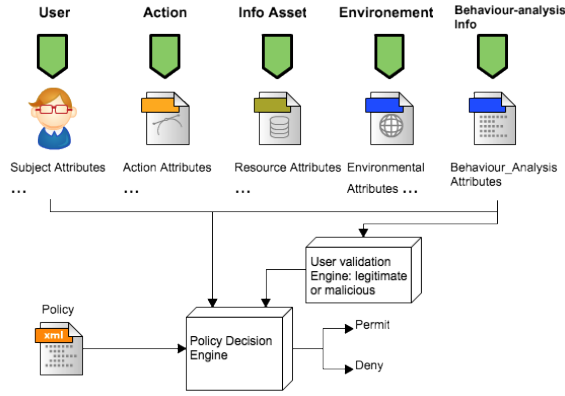 User
Action
Info Asset
Environement
Behaviour-analysis
Info
Subject Attributes
...
Action Attributes
...
Resource Attributes
...
Environmental
Attributes ...
Behaviour_Analysis
Attributes
User validation
Engine: legitimate
or malicious
Policy
xml
Policy Decision
Engine
Permit
Deny